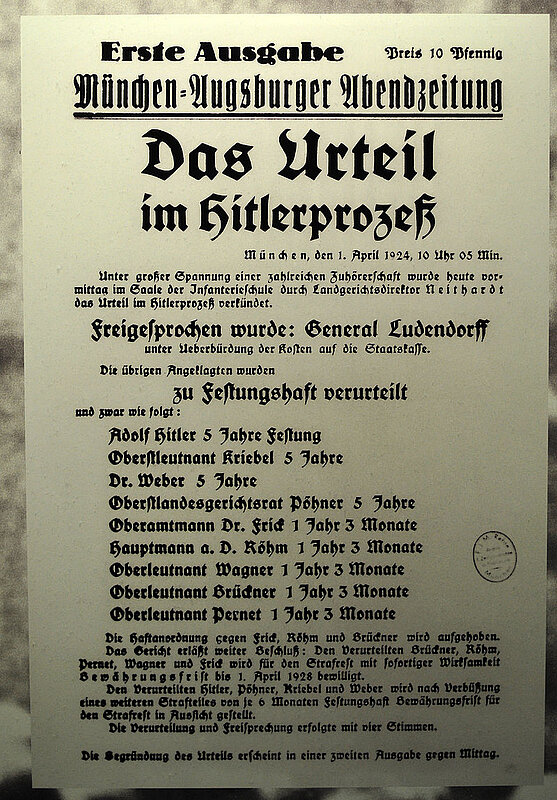 Erste Ausgabe Preis 10 Pfennig
München-Augsburger Abendzeitung
Das Urteil
im Hitlerprozeß
München, den 1. April 1924, 10 Uhr 05 Min.
Unter großer Spannung einer zahlreichen Zuhörerschaft wurde heute vor-
mittag im Saale der Infanterieschule durch Landgerichtsdirektor Neithardt
das Urteil im Hitlerprozeß verkündet.
Freigesprochen wurde: General Ludendorff
unter Ueberbürdung der Kosten auf die Staatskasse.
Die übrigen Angeklagten wurden
zu Festungshaft verurteilt
und zwar wie folgt:
Adolf Hitler 5 Jahre Festung
Oberstleutnant Kriebel 5 Jahre
Dr. Weber 5 Jahre
Oberstlandesgerichtsrat Pöhner 5 Jahre
Oberamtmann Dr. Frick 1 Jahr 3 Monate
Hauptmann a. D. Röhm 1 Jahr 3 Monate
Oberleutnant Wagner 1 Jahr 3 Monate
Oberleutnant Brückner 1 Jahr 3 Monate
Oberleutnant Pernet 1 Jahr 3 Monate
Die Haftanordnung gegen Frick, Röhm und Brückner wird aufgehoben.
Das Gericht erläßt weiter Beschluß: Den Verurteilten Brückner, Röhm,
Pernet, Wagner und Frick wird für den Strafrest mit sofortiger Wirksamkeit
Bewährungsfrist bis 1. April 1928 bewilligt.
Den Verurteilten Hitler, Pöhner, Kriebel und Weber wird nach Verbüßung
eines weiteren Strafteiles von je 6 Monaten Festungshaft Bewährungsfrist für
den Strafrest in Aussicht gestellt.
Die Verurteilung und Freisprechung erfolgte mit vier Stimmen.
Die Begründung des Urteils erscheint in einer zweiten Ausgabe gegen Mittag.